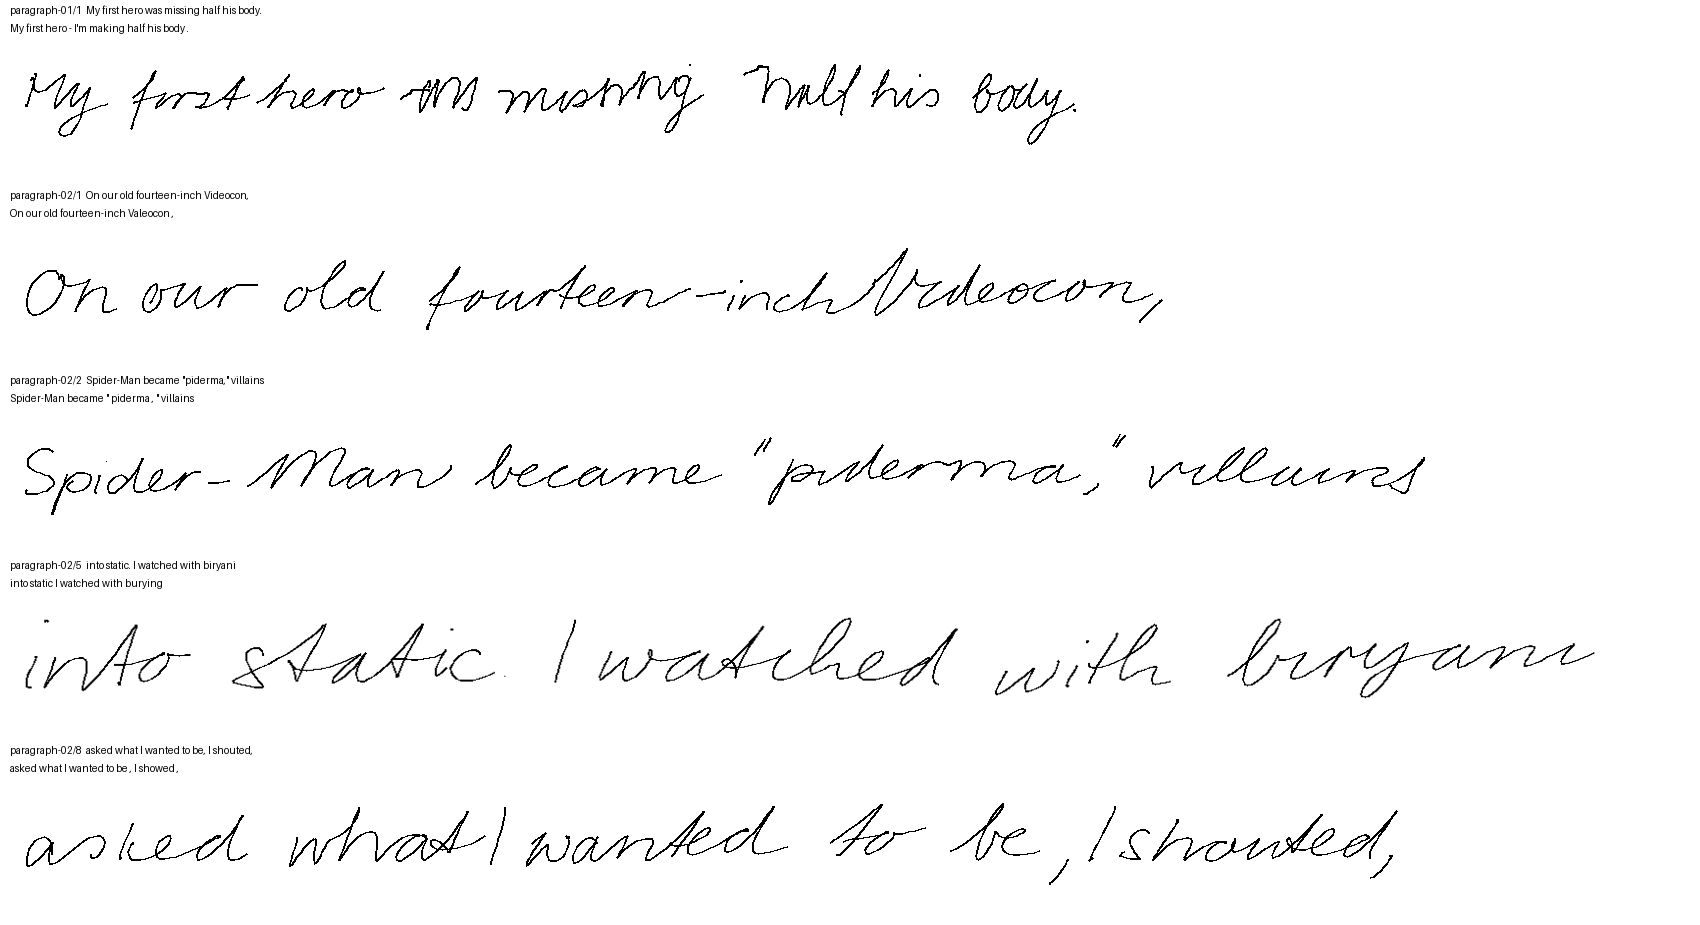 paragraph-01/1 My first hero was missing half his body.
My first hero - I'm making half his body .
My first hero was missing half his body.
paragraph-02/1 On our old fourteen-inch Videocon,
On our old fourteen-inch Valeocon ,
On our old fourteen-inch Videocon,
paragraph-02/2 Spider-Man became "piderma," villains
Spider-Man became " piderma , " villains
Spider-Man became "piderma," villains
paragraph-02/5 into static. I watched with biryani
into static I watched with burying
into static. I watched with biryani
paragraph-02/8 asked what I wanted to be, I shouted,
asked what I wanted to be , I showed ,
asked what I wanted to be, I shouted,